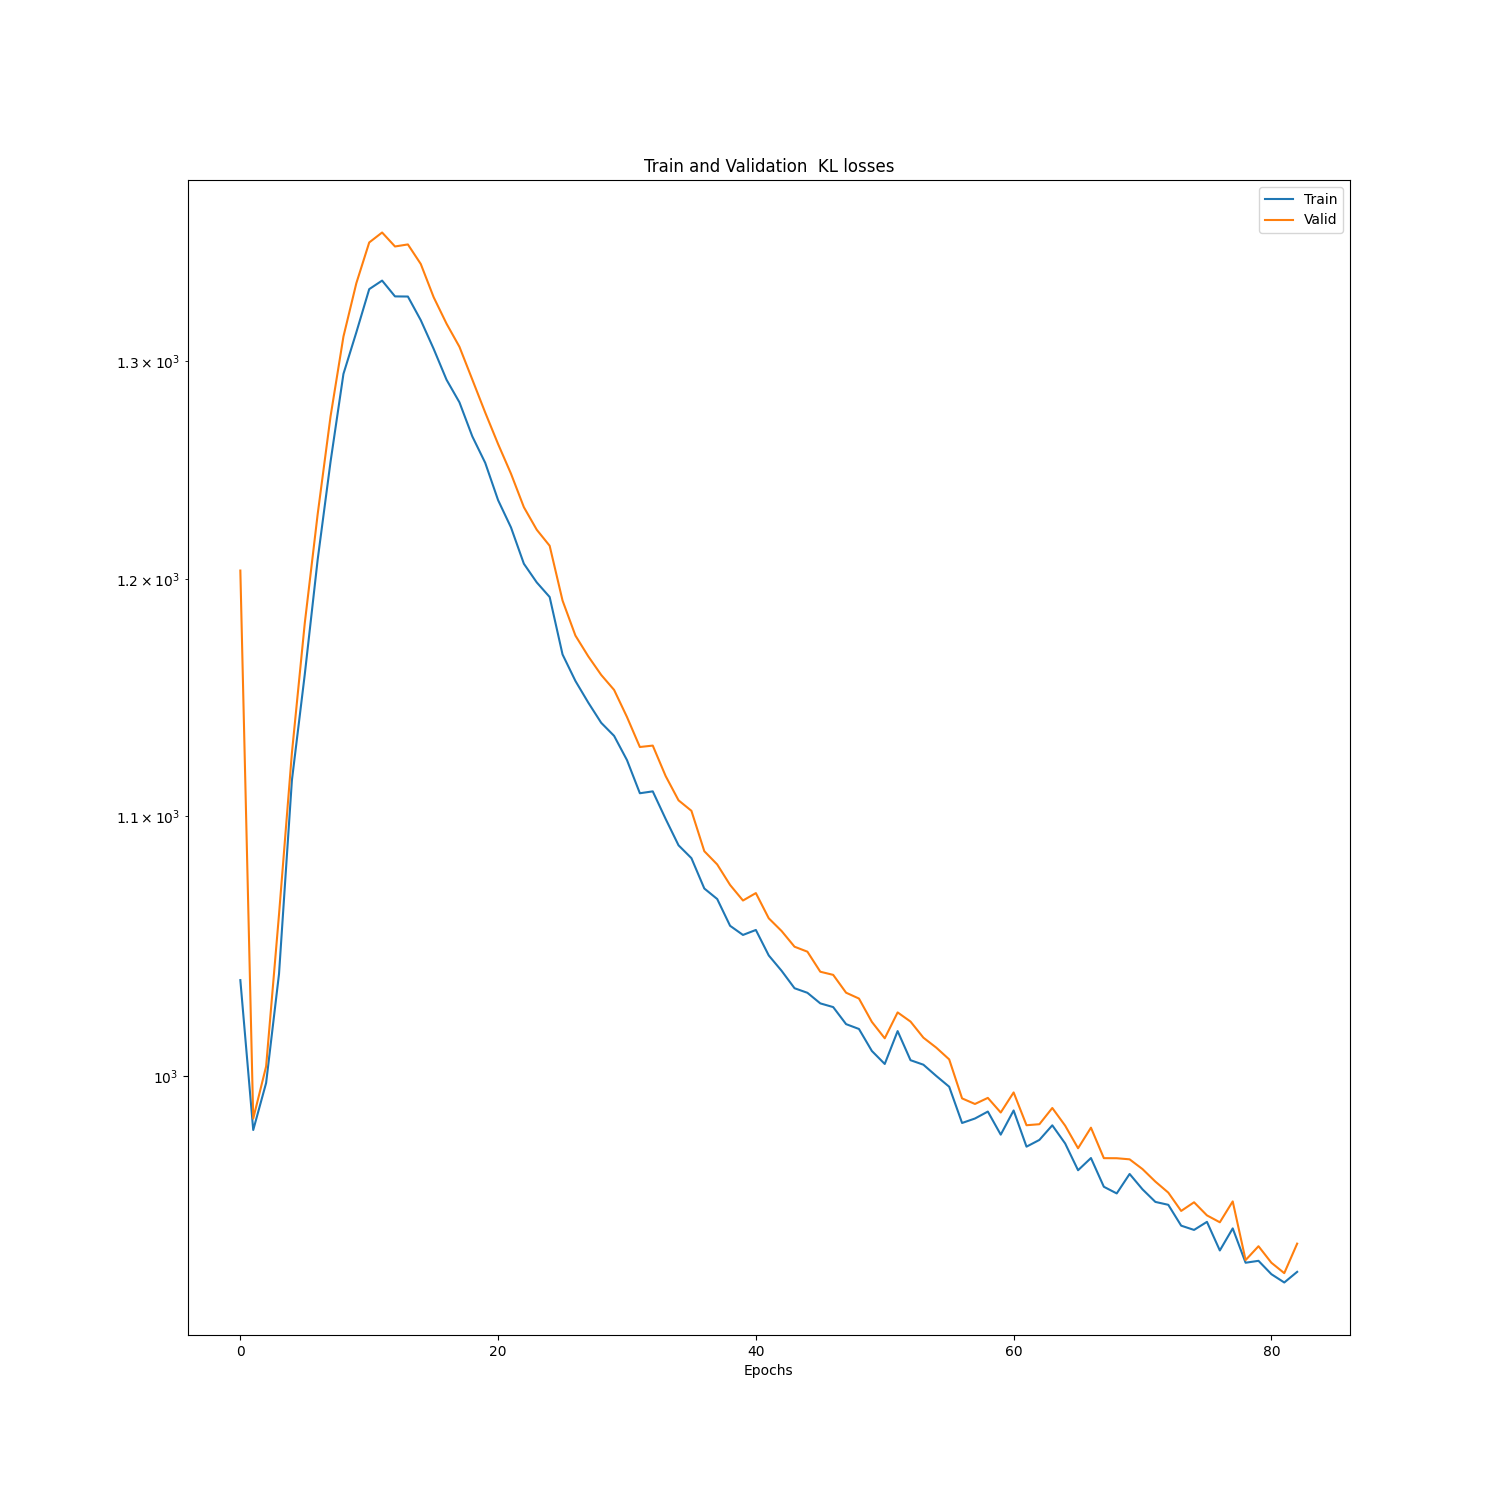 Train and Validation  KL losses
Train
Valid
1.3 × 10³
1.2 × 10³
1.1 × 10³
10³
0 20 40 60 80
Epochs